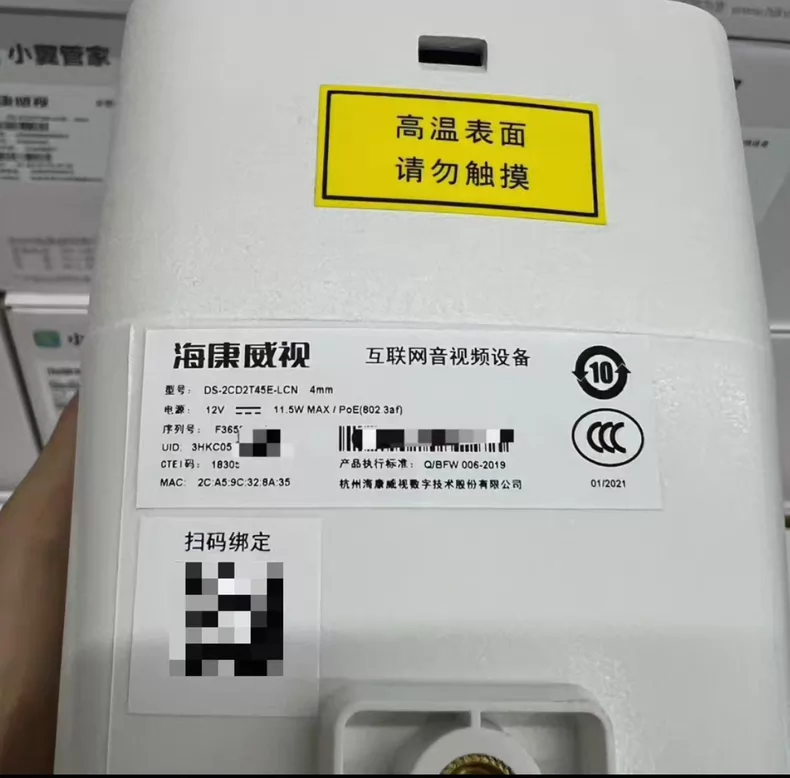 小翼管家
高温表面
请勿触摸
海康威视 互联网音视频设备
10
型号: DS-2CD2T45E-LCN 4mm
电源: 12V 11.5W MAX / PoE(802.3af)
序列号: F365
UID: 3HKC05
CTEI码: 1830
产品执行标准: Q/BFW 006-2019
MAC: 2C:A5:9C:32:8A:35
杭州海康威视数字技术股份有限公司
CCC
01/2021
扫码绑定